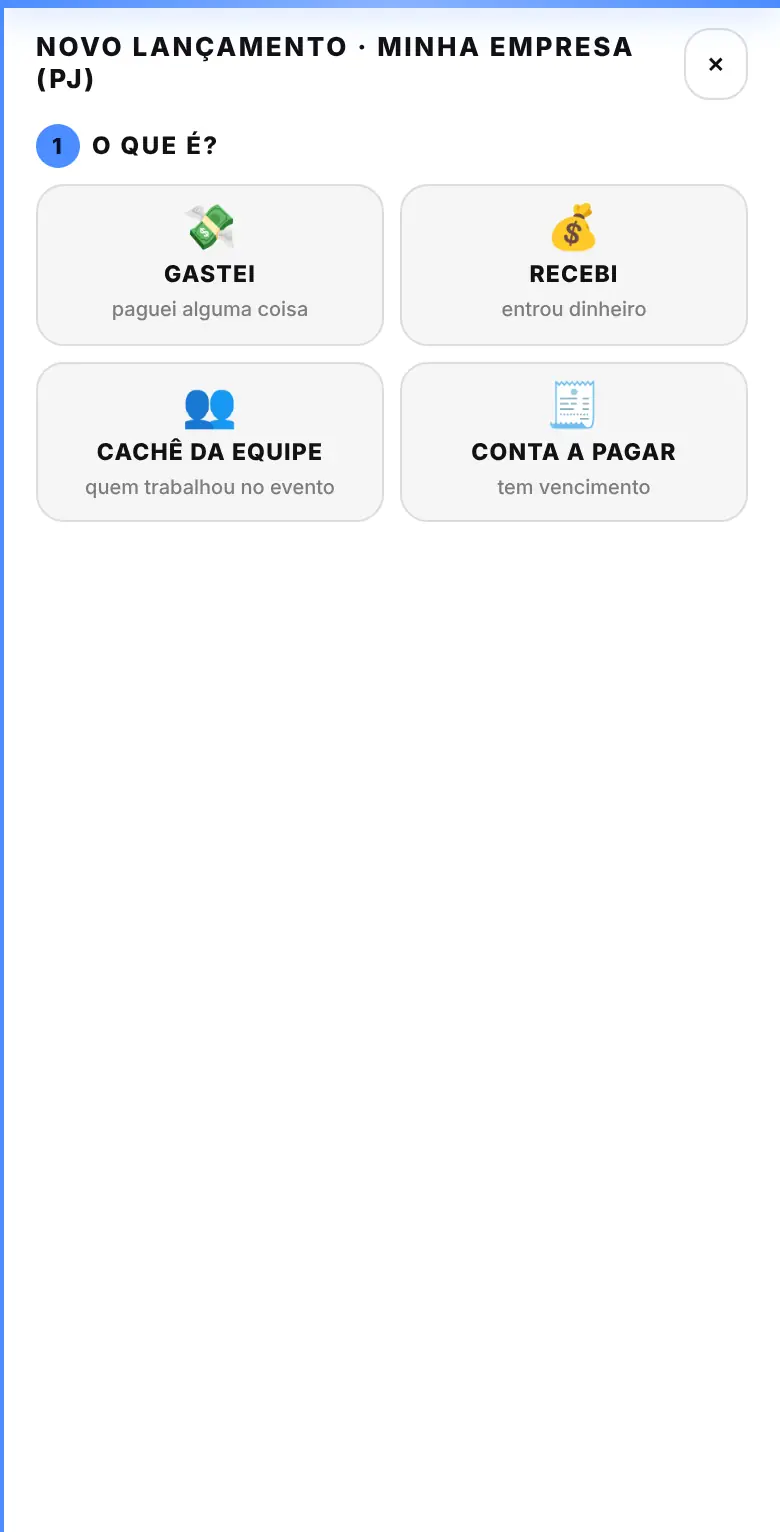 NOVO LANÇAMENTO · MINHA EMPRESA
(PJ)
×
1 O QUE É?
GASTEI
paguei alguma coisa
RECEBI
entrou dinheiro
CACHÊ DA EQUIPE
quem trabalhou no evento
CONTA A PAGAR
tem vencimento